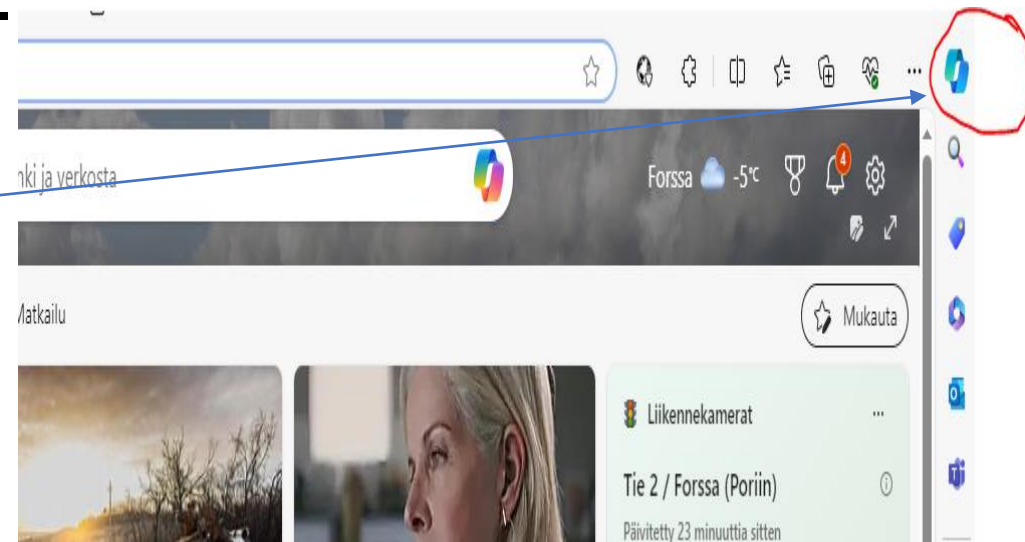 nki ja verkosta
Forssa -5°C
4
Matkailu
Mukauta
Liikennekamerat
Tie 2 / Forssa (Poriin)
Päivitetty 23 minuuttia sitten